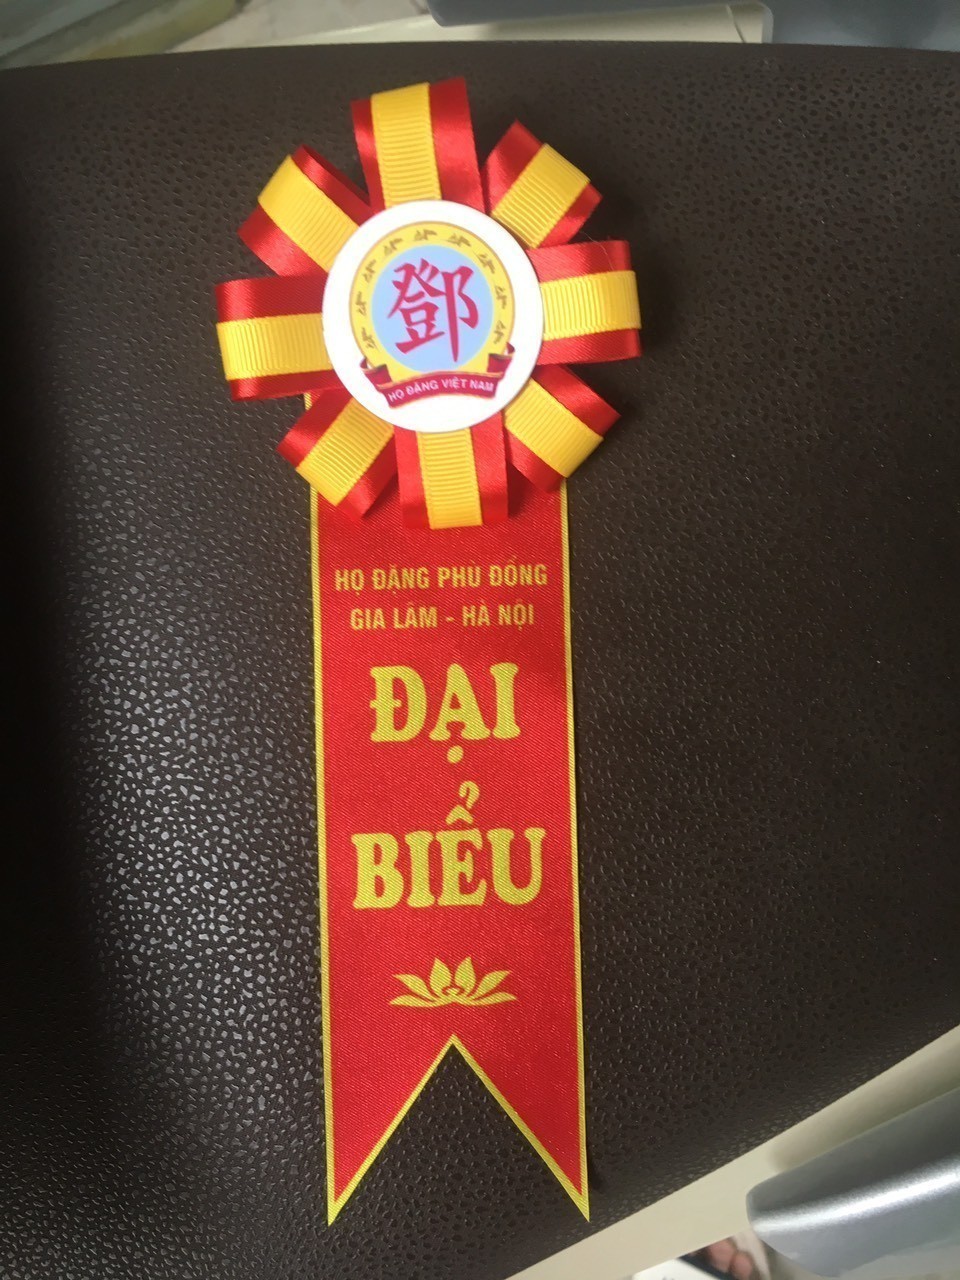 鄧
HỌ ĐẶNG VIỆT NAM
HỌ ĐẶNG PHÙ ĐỔNG
GIA LÂM - HÀ NỘI
ĐẠI
BIỂU